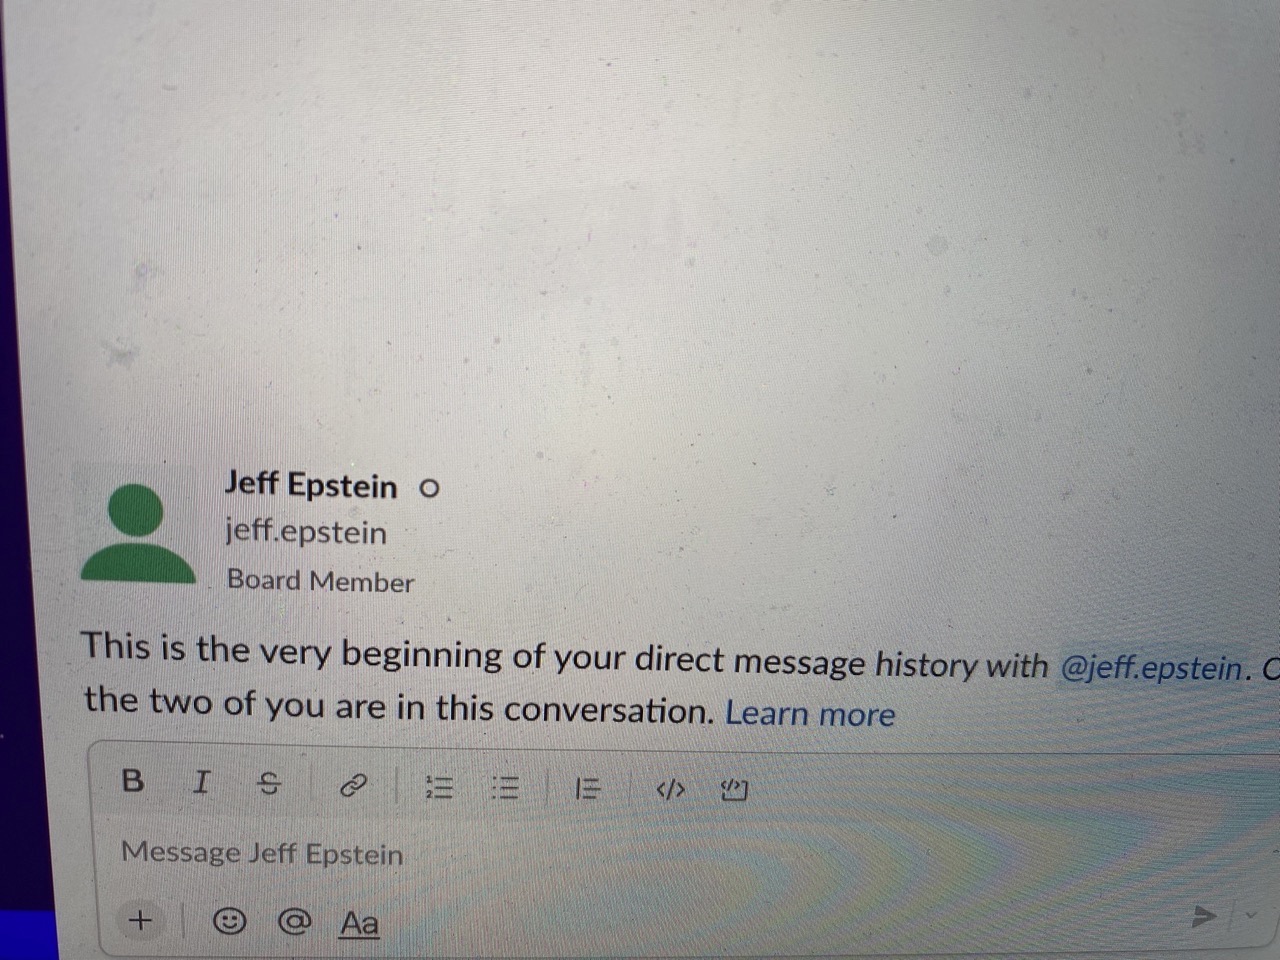 Jeff Epstein
jeff.epstein
Board Member
This is the very beginning of your direct message history with @jeff.epstein.
the two of you are in this conversation. Learn more
B I S
Message Jeff Epstein
+ @ Aa